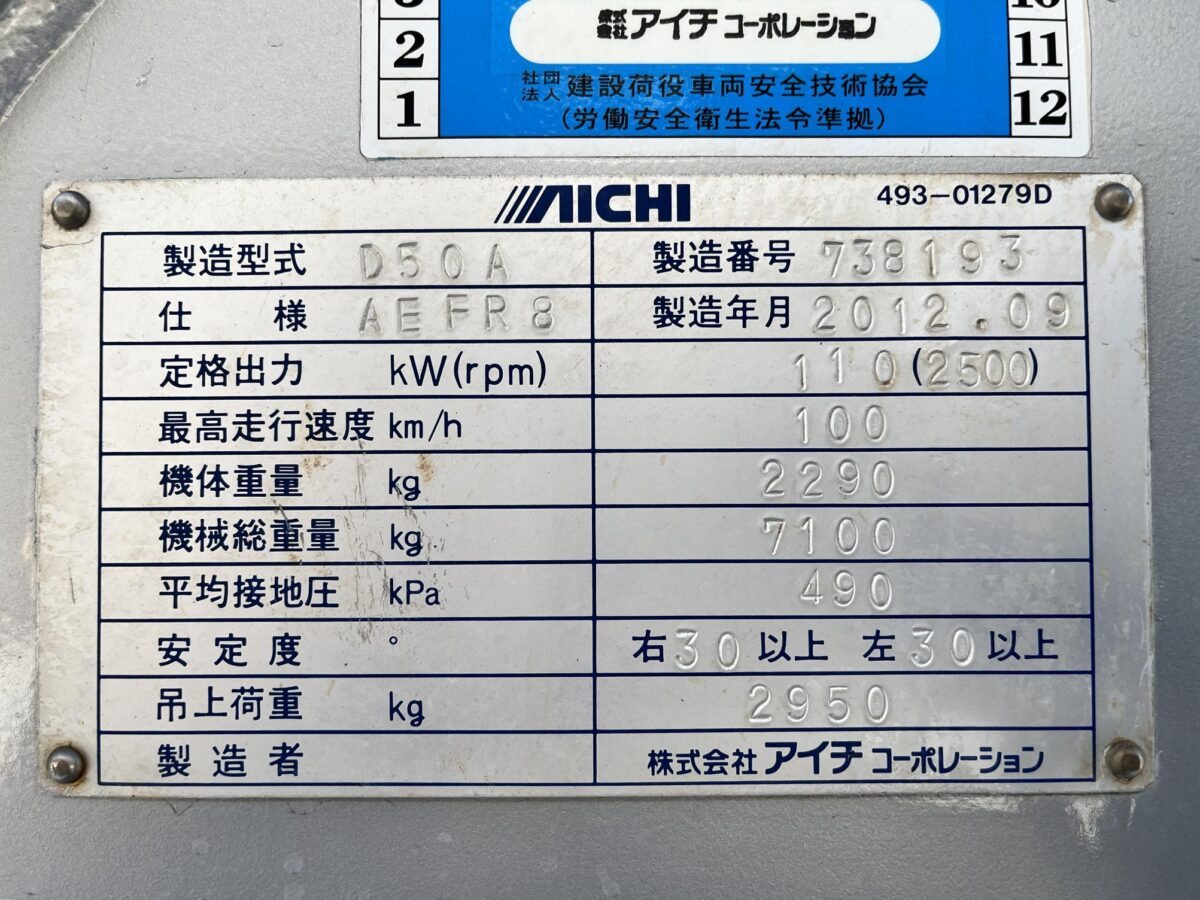 2
1
株式会社 アイチ コーポレーション
社団法人 建設荷役車両安全技術協会
(労働安全衛生法令準拠)
11
12
AICHI 493-01279D
製造型式 D50A 製造番号 738193
仕様 AEFR8 製造年月 2012.09
定格出力 kW(rpm) 110(2500)
最高走行速度 km/h 100
機体重量 kg 2290
機械総重量 kg 7100
平均接地圧 kPa 490
安定度 ° 右30以上 左30以上
吊上荷重 kg 2950
製造者 株式会社 アイチ コーポレーション